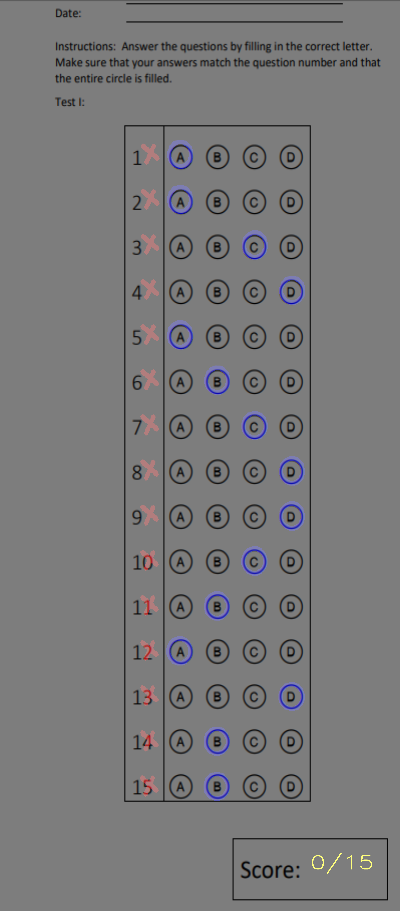 Date:
Instructions: Answer the questions by filling in the correct letter.
Make sure that your answers match the question number and that
the entire circle is filled.
Test I:
1 A B C D
2 A B C D
3 A B C D
4 A B C D
5 A B C D
6 A B C D
7 A B C D
8 A B C D
9 A B C D
10 A B C D
11 A B C D
12 A B C D
13 A B C D
14 A B C D
15 A B C D
Score: 0/15